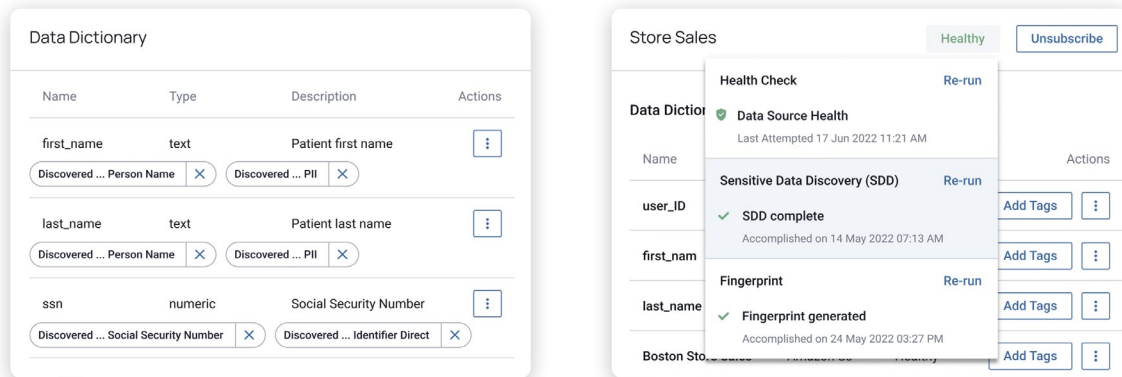 Data Dictionary
Name Type Description Actions
first_name text Patient first name
Discovered ... Person Name Discovered ... PII
last_name text Patient last name
Discovered ... Person Name Discovered ... PII
ssn numeric Social Security Number
Discovered ... Social Security Number Discovered ... Identifier Direct
Store Sales Healthy Unsubscribe
Health Check Re-run
Data Diction
Data Source Health
Last Attempted 17 Jun 2022 11:21 AM
Name Actions
Sensitive Data Discovery (SDD) Re-run
user_ID Add Tags
SDD complete
Accomplished on 14 May 2022 07:13 AM
first_nam Add Tags
Fingerprint Re-run
last_name Add Tags
Fingerprint generated
Accomplished on 24 May 2022 03:27 PM
Boston Add Tags